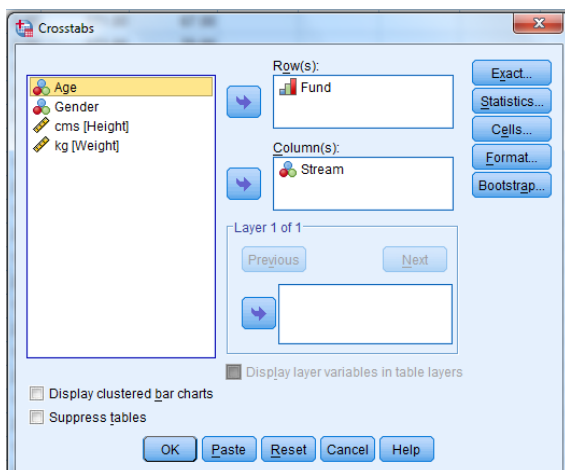 Crosstabs
Row(s):
Age
Gender
cms [Height]
kg [Weight]
Fund
Column(s):
Stream
Exact...
Statistics...
Cells...
Format...
Bootstrap...
Layer 1 of 1
Previous
Next
Display layer variables in table layers
Display clustered bar charts
Suppress tables
OK
Paste
Reset
Cancel
Help